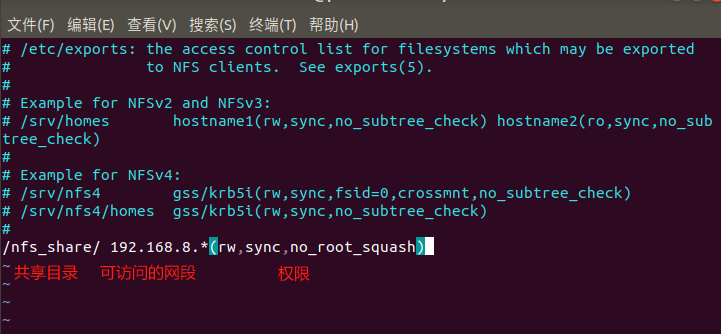 文件(F) 编辑(E) 查看(V) 搜索(S) 终端(T) 帮助(H)
# /etc/exports: the access control list for filesystems which may be exported
#               to NFS clients.  See exports(5).
#
# Example for NFSv2 and NFSv3:
# /srv/homes       hostname1(rw,sync,no_subtree_check) hostname2(ro,sync,no_sub
tree_check)
#
# Example for NFSv4:
# /srv/nfs4        gss/krb5i(rw,sync,fsid=0,crossmnt,no_subtree_check)
# /srv/nfs4/homes  gss/krb5i(rw,sync,no_subtree_check)
#
/nfs_share/ 192.168.8.*(rw,sync,no_root_squash)
~ 共享目录 可访问的网段 权限
~
~
~